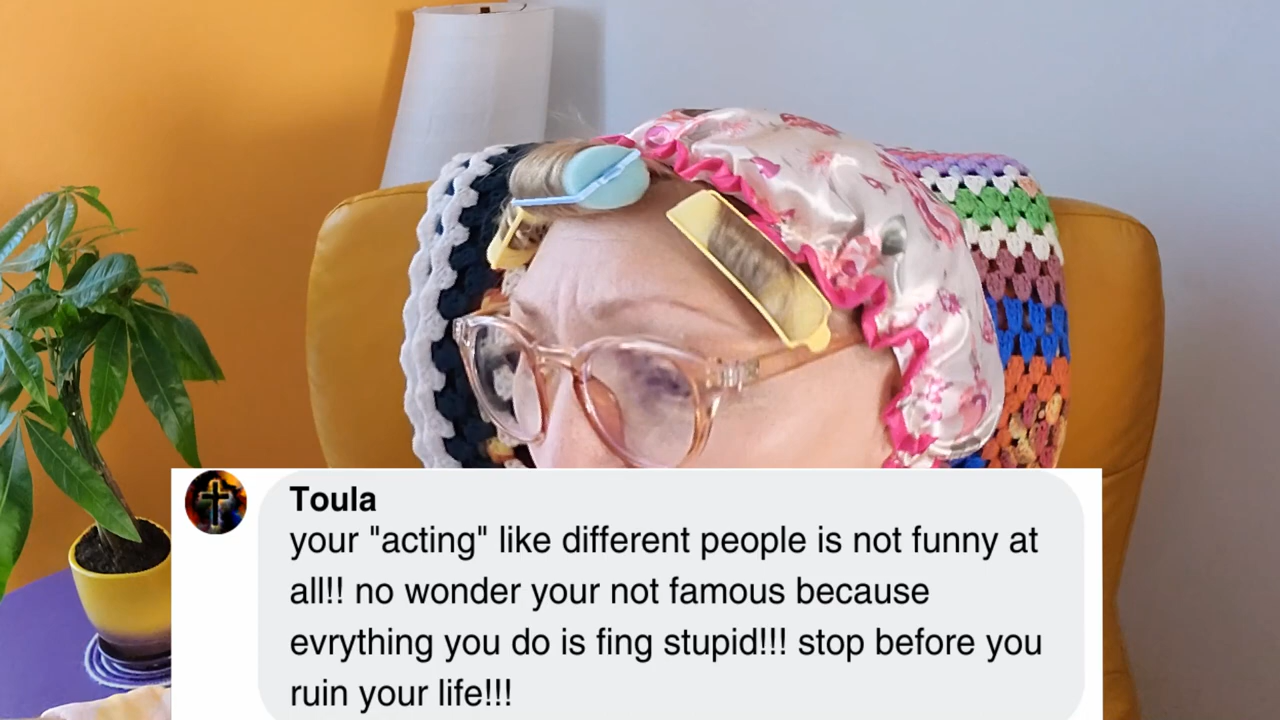 Toula
your "acting" like different people is not funny at
all!! no wonder your not famous because
evrything you do is fing stupid!!! stop before you
ruin your life!!!